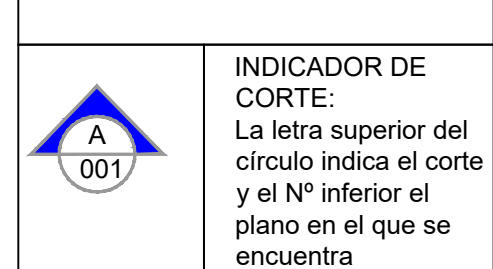 A
001
INDICADOR DE
CORTE:
La letra superior del
círculo indica el corte
y el Nº inferior el
plano en el que se
encuentra